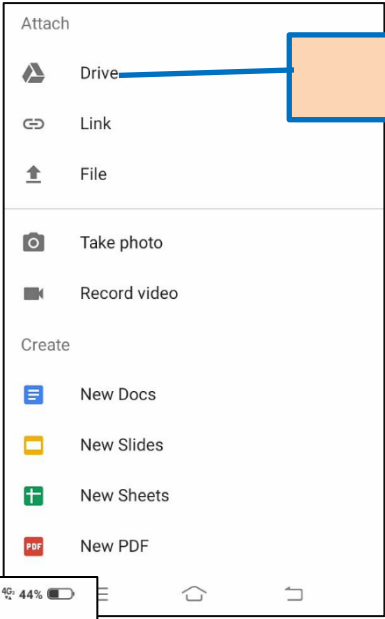 Attach
Drive
Link
File
Take photo
Record video
Create
New Docs
New Slides
New Sheets
PDF New PDF
4G 44%